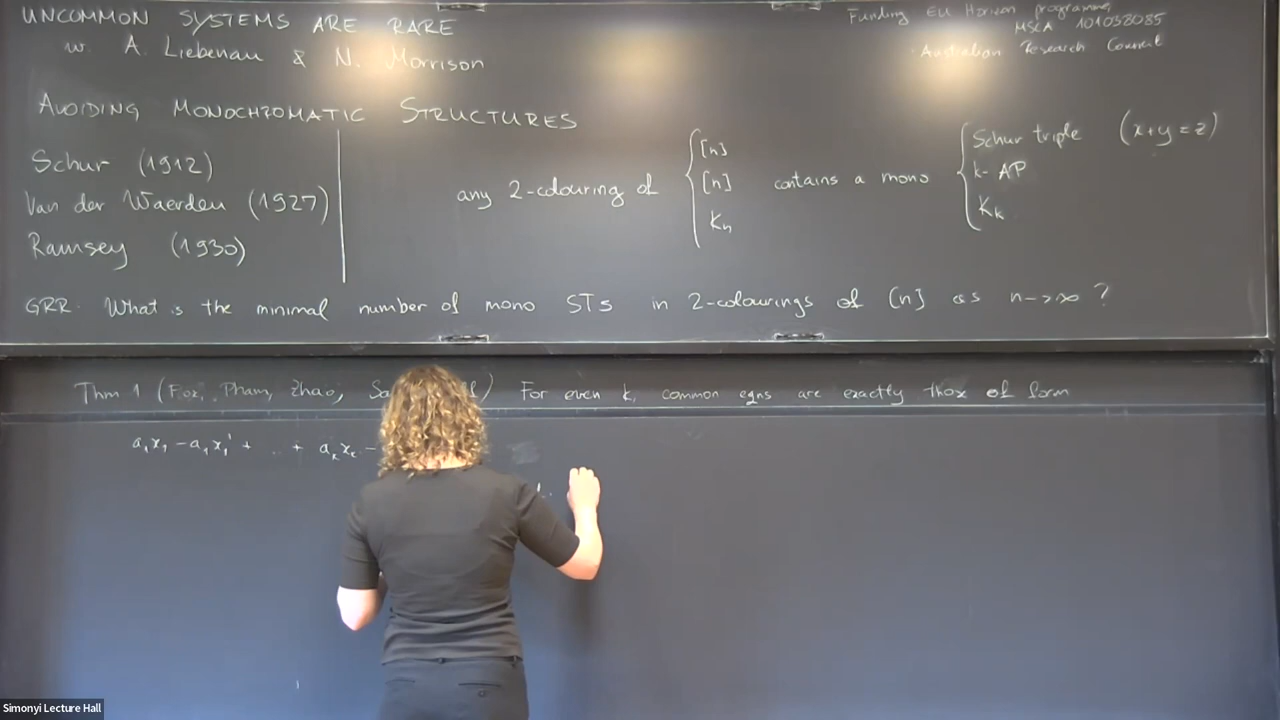 UNCOMMON SYSTEMS ARE RARE
w. A. Liebenau & N. Morrison
Funding EU Horizon programme
MSCA 101038085
Australian Research Council
AVOIDING MONOCHROMATIC STRUCTURES
Schur (1912)
Van der Waerden (1927)
Ramsey (1930)
any 2-colouring of { [n] [n] Kn contains a mono { Schur triple (x+y=z)
k-AP
Kk
GRR: What is the minimal number of mono STs in 2-colourings of [n] as n->∞ ?
Thm 1 (Fox, Pham, Zhao, ) For even k, common eqns are exactly those of form
a₁x₁ - a₁x₁' + ... +
Simonyi Lecture Hall